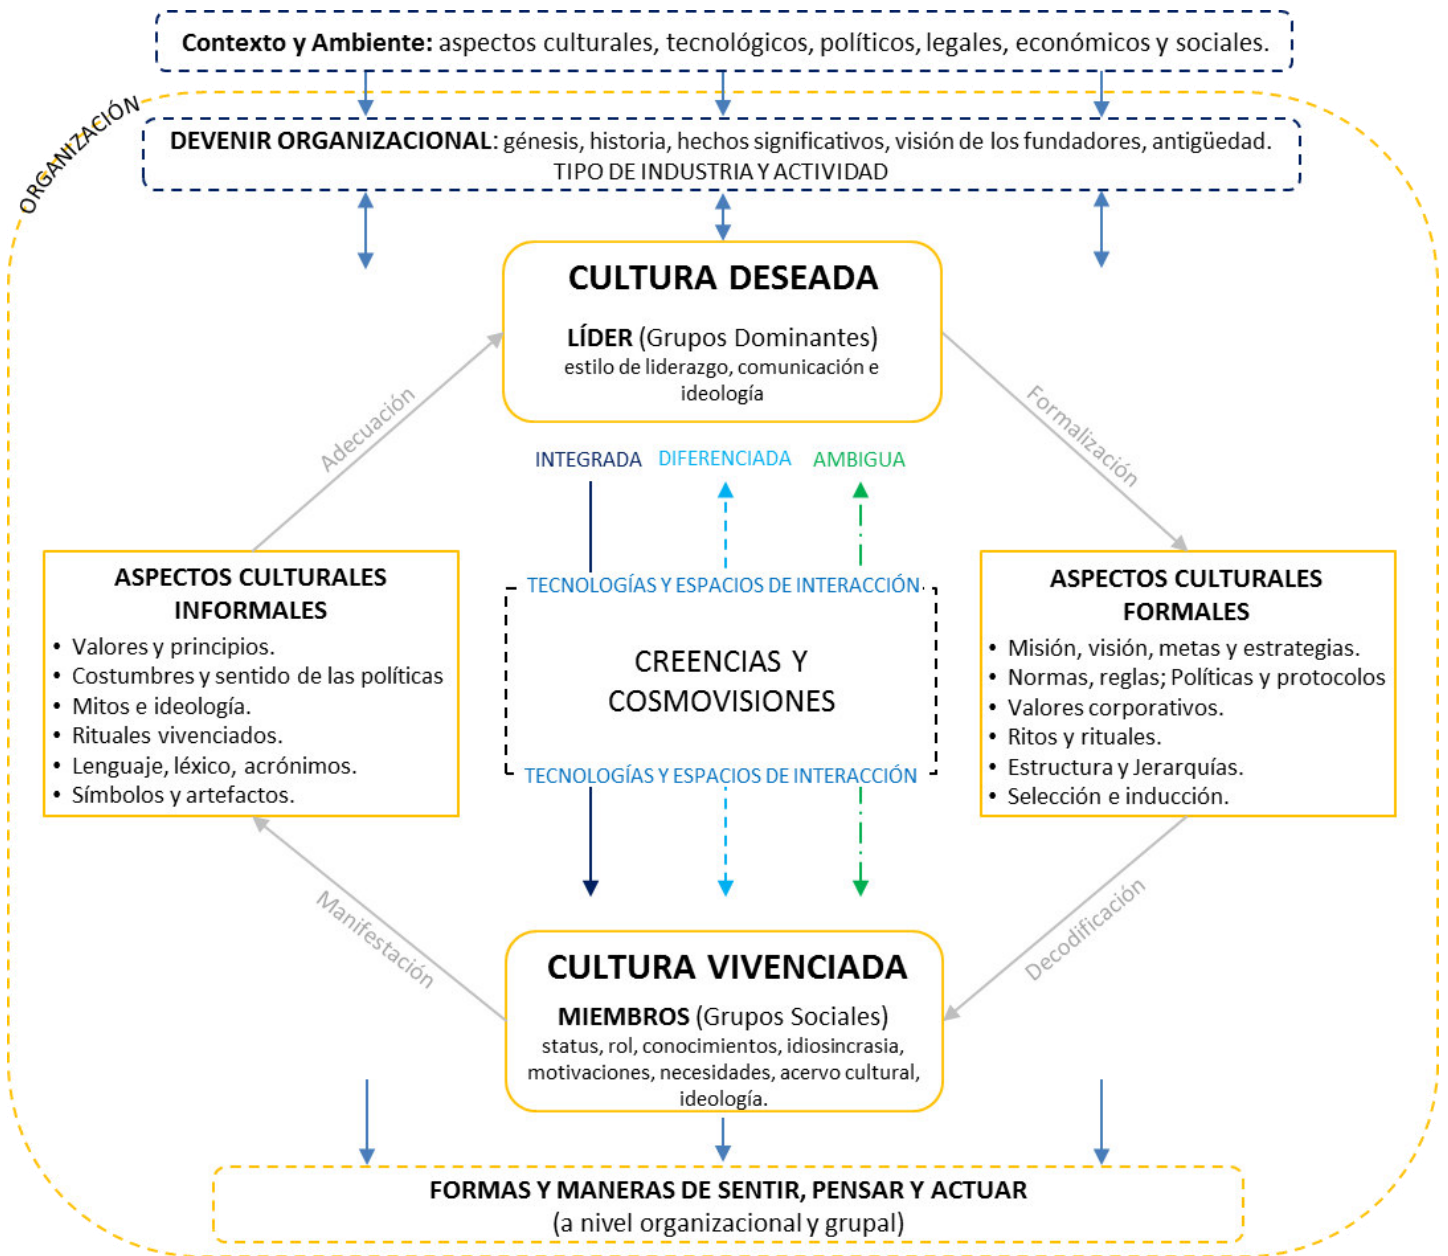 Contexto y Ambiente: aspectos culturales, tecnológicos, políticos, legales, económicos y sociales.
ORGANIZACIÓN
DEVENIR ORGANIZACIONAL: génesis, historia, hechos significativos, visión de los fundadores, antigüedad.
TIPO DE INDUSTRIA Y ACTIVIDAD
CULTURA DESEADA
LÍDER (Grupos Dominantes)
estilo de liderazgo, comunicación e
ideología
Adecuación
Formalización
INTEGRADA DIFERENCIADA AMBIGUA
ASPECTOS CULTURALES
INFORMALES
• Valores y principios.
• Costumbres y sentido de las políticas
• Mitos e ideología.
• Rituales vivenciados.
• Lenguaje, léxico, acrónimos.
• Símbolos y artefactos.
TECNOLOGÍAS Y ESPACIOS DE INTERACCIÓN
CREENCIAS Y
COSMOVISIONES
TECNOLOGÍAS Y ESPACIOS DE INTERACCIÓN
ASPECTOS CULTURALES
FORMALES
• Misión, visión, metas y estrategias.
• Normas, reglas; Políticas y protocolos
• Valores corporativos.
• Ritos y rituales.
• Estructura y Jerarquías.
• Selección e inducción.
Manifestación
Decodificación
CULTURA VIVENCIADA
MIEMBROS (Grupos Sociales)
status, rol, conocimientos, idiosincrasia,
motivaciones, necesidades, acervo cultural,
ideología.
FORMAS Y MANERAS DE SENTIR, PENSAR Y ACTUAR
(a nivel organizacional y grupal)